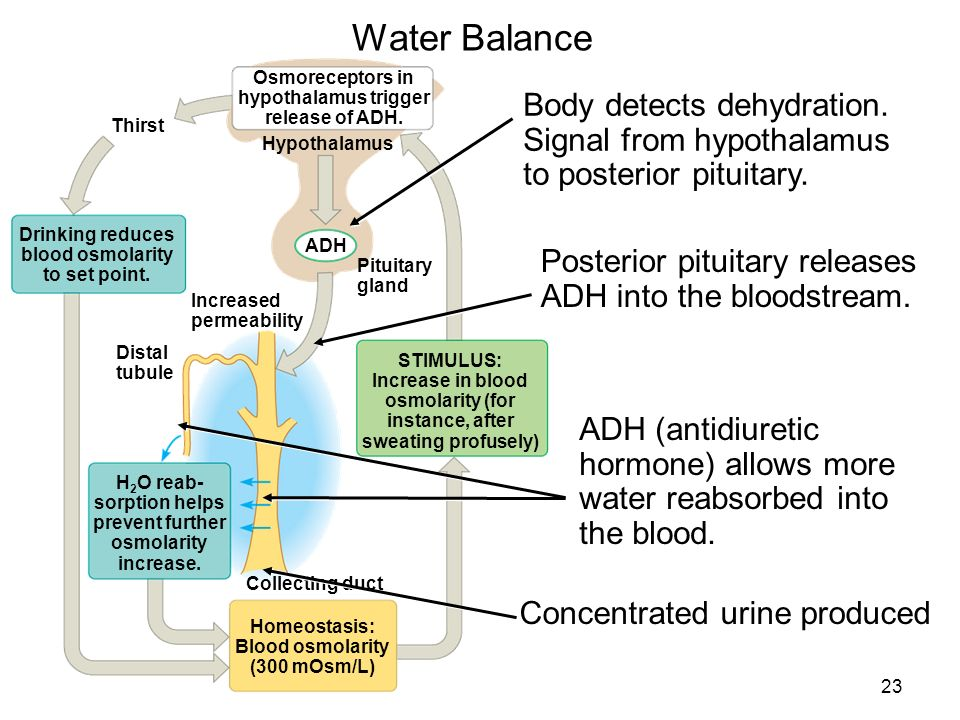 Water Balance
Osmoreceptors in
hypothalamus trigger
release of ADH.
Thirst
Hypothalamus
Body detects dehydration.
Signal from hypothalamus
to posterior pituitary.
Drinking reduces
blood osmolarity
to set point.
ADH
Pituitary
gland
Posterior pituitary releases
ADH into the bloodstream.
Increased
permeability
Distal
tubule
STIMULUS:
Increase in blood
osmolarity (for
instance, after
sweating profusely)
ADH (antidiuretic
hormone) allows more
water reabsorbed into
the blood.
H2O reab-
sorption helps
prevent further
osmolarity
increase.
Collecting duct
Concentrated urine produced
Homeostasis:
Blood osmolarity
(300 mOsm/L)
23